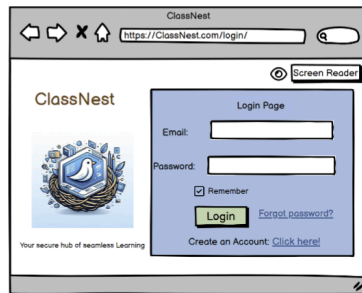 ClassNest
https://ClassNest.com/login/
Screen Reader
ClassNest
Your secure hub of seamless Learning
Login Page
Email:
Password:
Remember
Login
Forgot password?
Create an Account: Click here!